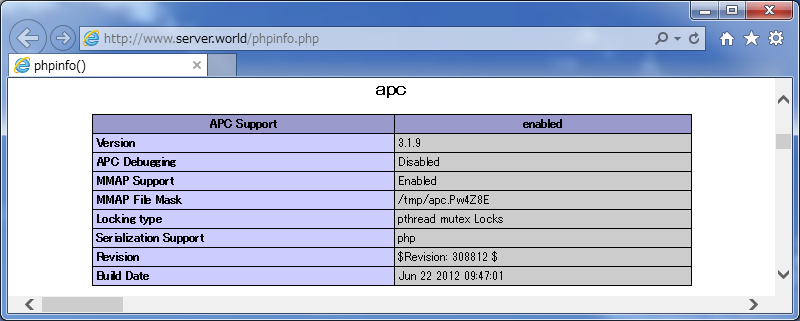 http://www.server.world/phpinfo.php
phpinfo()
apc
APC Support enabled
Version 3.1.9
APC Debugging Disabled
MMAP Support Enabled
MMAP File Mask /tmp/apc.Pw4Z8E
Locking type pthread mutex Locks
Serialization Support php
Revision $Revision: 308812 $
Build Date Jun 22 2012 09:47:01